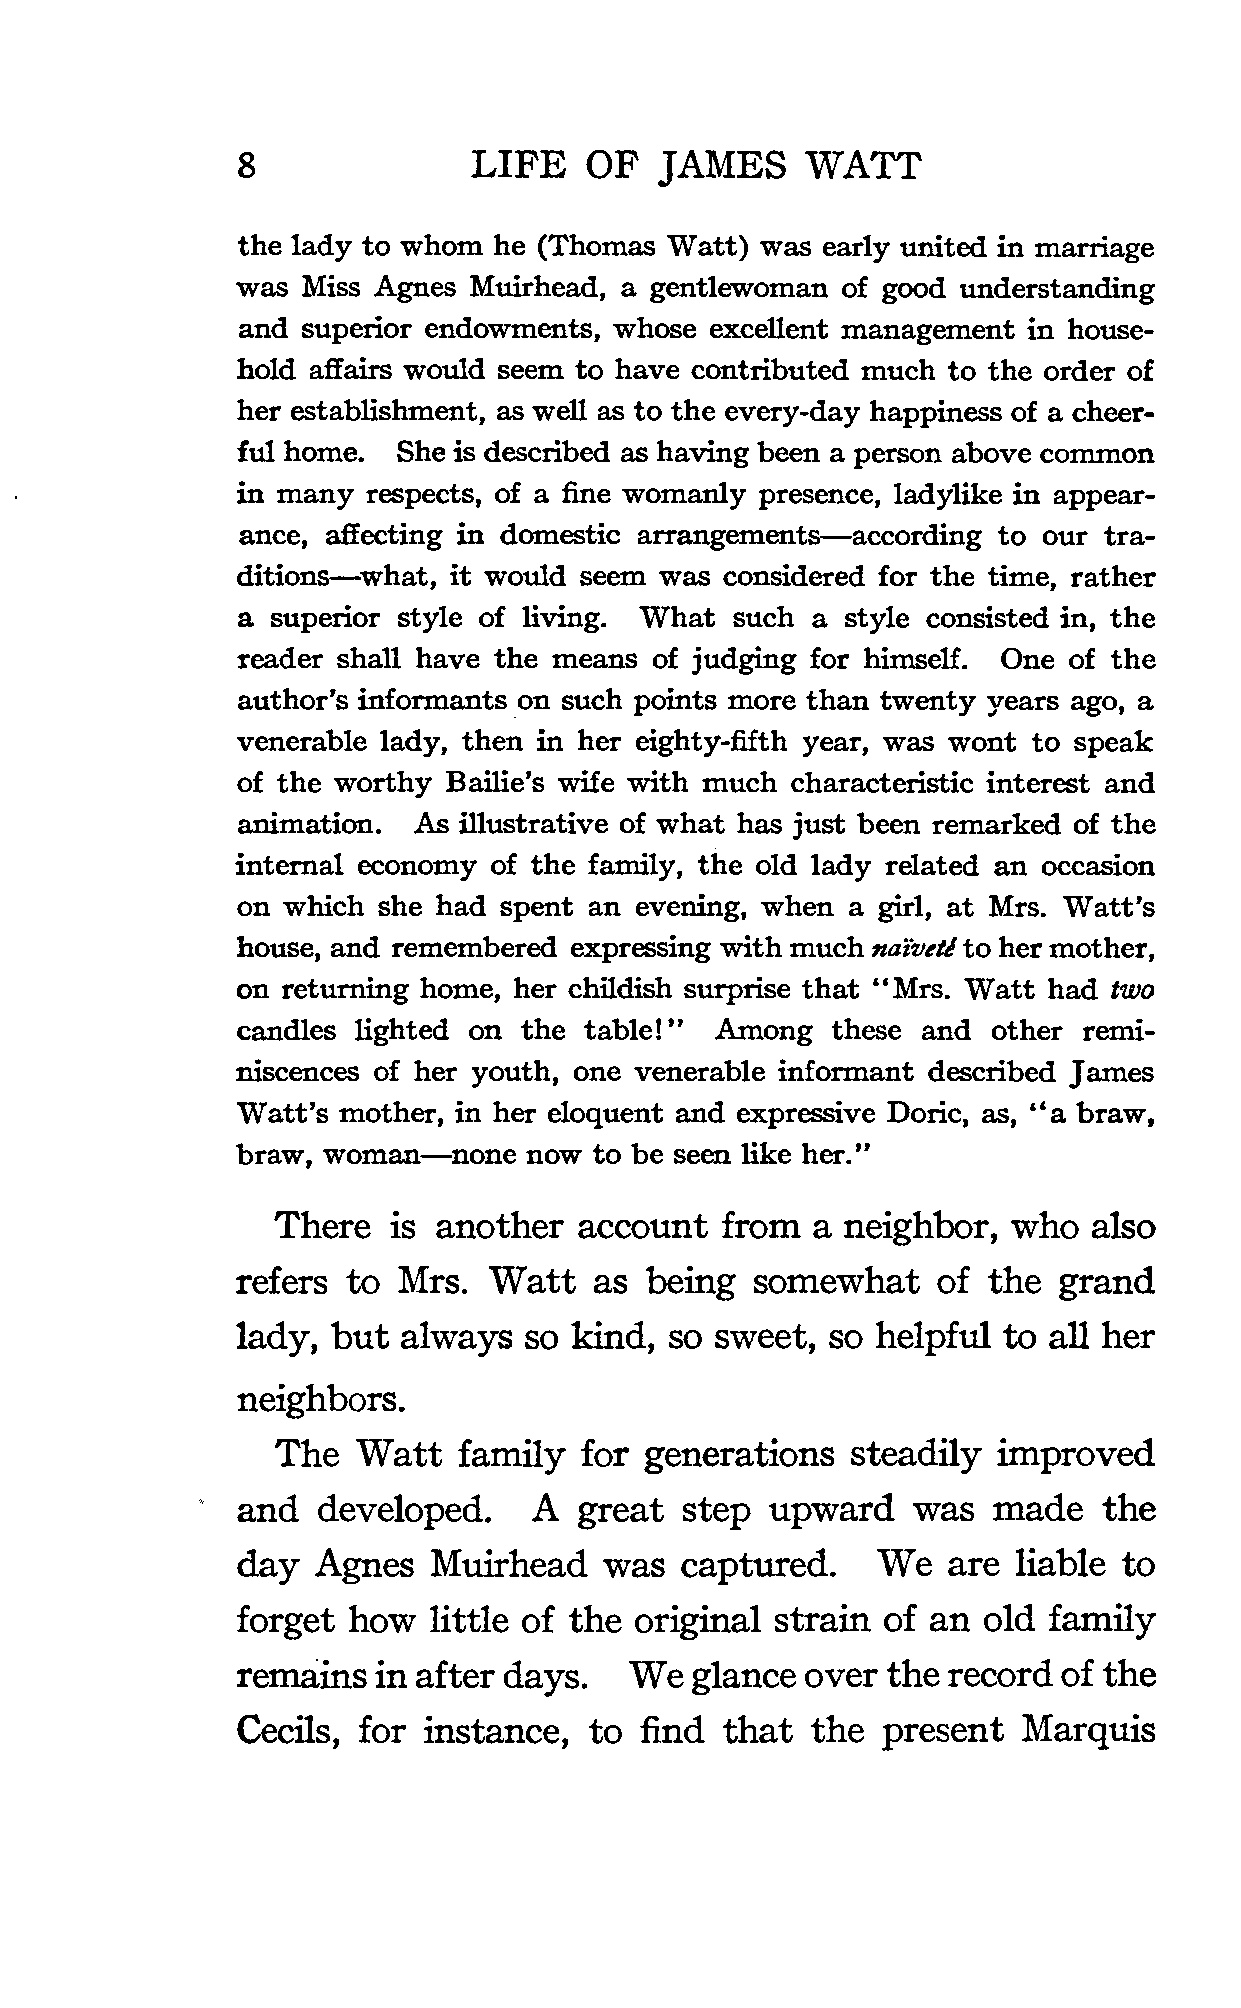 8 LIFE OF JAMES WATT
the lady to whom he (Thomas Watt) was early united in marriage
was Miss Agnes Muirhead, a gentlewoman of good understanding
and superior endowments, whose excellent management in house-
hold affairs would seem to have contributed much to the order of
her establishment, as well as to the every-day happiness of a cheer-
ful home. She is described as having been a person above common
in many respects, of a fine womanly presence, ladylike in appear-
ance, affecting in domestic arrangements—according to our tra-
ditions—what, it would seem was considered for the time, rather
a superior style of living. What such a style consisted in, the
reader shall have the means of judging for himself. One of the
author's informants on such points more than twenty years ago, a
venerable lady, then in her eighty-fifth year, was wont to speak
of the worthy Bailie's wife with much characteristic interest and
animation. As illustrative of what has just been remarked of the
internal economy of the family, the old lady related an occasion
on which she had spent an evening, when a girl, at Mrs. Watt's
house, and remembered expressing with much naïveté to her mother,
on returning home, her childish surprise that "Mrs. Watt had two
candles lighted on the table!" Among these and other remi-
niscences of her youth, one venerable informant described James
Watt's mother, in her eloquent and expressive Doric, as, "a braw,
braw, woman—none now to be seen like her."
There is another account from a neighbor, who also
refers to Mrs. Watt as being somewhat of the grand
lady, but always so kind, so sweet, so helpful to all her
neighbors.
The Watt family for generations steadily improved
and developed. A great step upward was made the
day Agnes Muirhead was captured. We are liable to
forget how little of the original strain of an old family
remains in after days. We glance over the record of the
Cecils, for instance, to find that the present Marquis